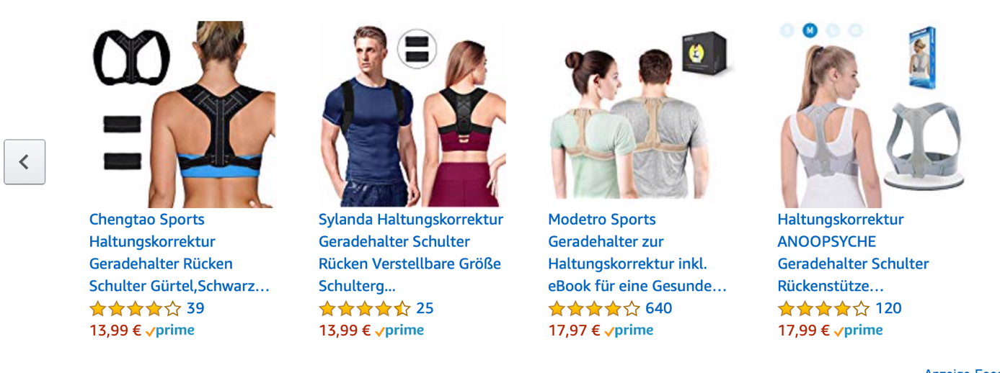 M
Chengtao Sports
Haltungskorrektur
Geradehalter Rücken
Schulter Gürtel,Schwarz…
39
13,99 € prime
Sylanda Haltungskorrektur
Geradehalter Schulter
Rücken Verstellbare Größe
Schulterg…
25
13,99 € prime
Modetro Sports
Geradehalter zur
Haltungskorrektur inkl.
eBook für eine Gesunde…
640
17,97 € prime
Haltungskorrektur
ANOOPSYCHE
Geradehalter Schulter
Rückenstütze…
120
17,99 € prime